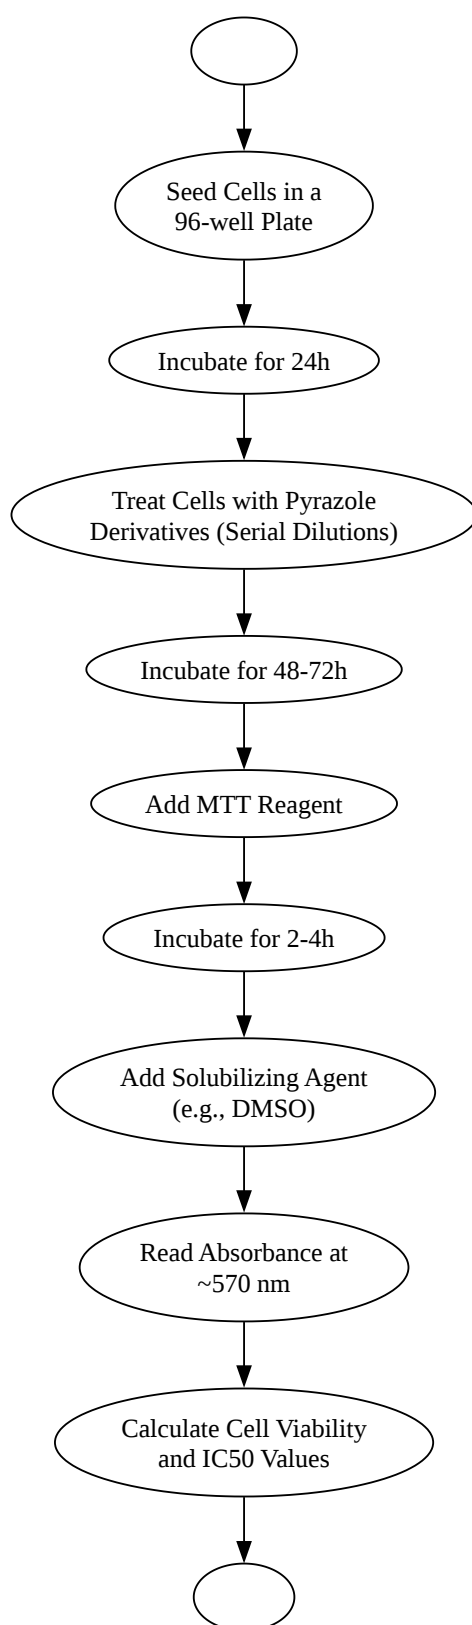 Seed Cells in a
96-well Plate
Incubate for 24h
Treat Cells with Pyrazole
Derivatives (Serial Dilutions)
Incubate for 48-72h
Add MTT Reagent
Incubate for 2-4h
Add Solubilizing Agent
(e.g., DMSO)
Read Absorbance at
~570 nm
Calculate Cell Viability
and IC50 Values